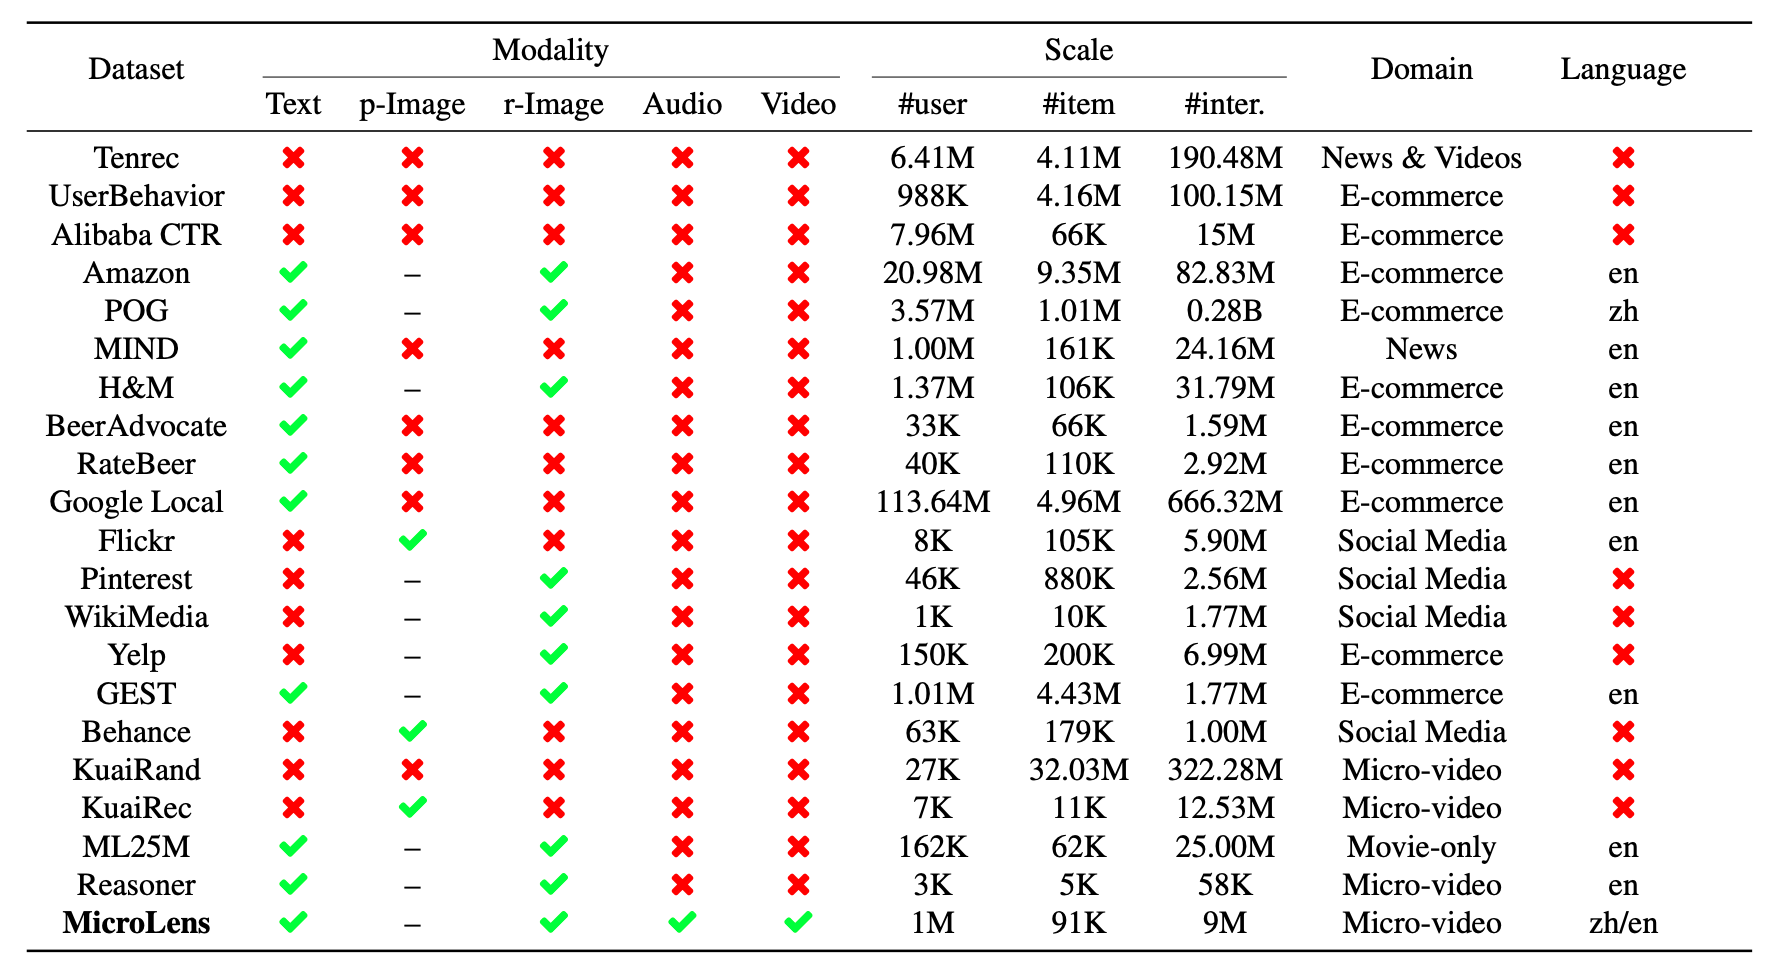 Dataset Modality Scale Domain Language
Text p-Image r-Image Audio Video #user #item #inter.
Tenrec ✖ ✖ ✖ ✖ ✖ 6.41M 4.11M 190.48M News & Videos ✖
UserBehavior ✖ ✖ ✖ ✖ ✖ 988K 4.16M 100.15M E-commerce ✖
Alibaba CTR ✖ ✖ ✖ ✖ ✖ 7.96M 66K 15M E-commerce ✖
Amazon ✔ – ✔ ✖ ✖ 20.98M 9.35M 82.83M E-commerce en
POG ✔ – ✔ ✖ ✖ 3.57M 1.01M 0.28B E-commerce zh
MIND ✔ ✖ ✖ ✖ ✖ 1.00M 161K 24.16M News en
H&M ✔ – ✔ ✖ ✖ 1.37M 106K 31.79M E-commerce en
BeerAdvocate ✔ ✖ ✖ ✖ ✖ 33K 66K 1.59M E-commerce en
RateBeer ✔ ✖ ✖ ✖ ✖ 40K 110K 2.92M E-commerce en
Google Local ✔ ✖ ✖ ✖ ✖ 113.64M 4.96M 666.32M E-commerce en
Flickr ✖ ✔ ✖ ✖ ✖ 8K 105K 5.90M Social Media en
Pinterest ✖ – ✔ ✖ ✖ 46K 880K 2.56M Social Media ✖
WikiMedia ✖ – ✔ ✖ ✖ 1K 10K 1.77M Social Media ✖
Yelp ✖ – ✔ ✖ ✖ 150K 200K 6.99M E-commerce ✖
GEST ✔ – ✔ ✖ ✖ 1.01M 4.43M 1.77M E-commerce en
Behance ✖ ✔ ✖ ✖ ✖ 63K 179K 1.00M Social Media ✖
KuaiRand ✖ ✖ ✖ ✖ ✖ 27K 32.03M 322.28M Micro-video ✖
KuaiRec ✖ ✔ ✖ ✖ ✖ 7K 11K 12.53M Micro-video ✖
ML25M ✔ – ✔ ✖ ✖ 162K 62K 25.00M Movie-only en
Reasoner ✔ – ✔ ✖ ✖ 3K 5K 58K Micro-video en
MicroLens ✔ – ✔ ✔ ✔ 1M 91K 9M Micro-video zh/en